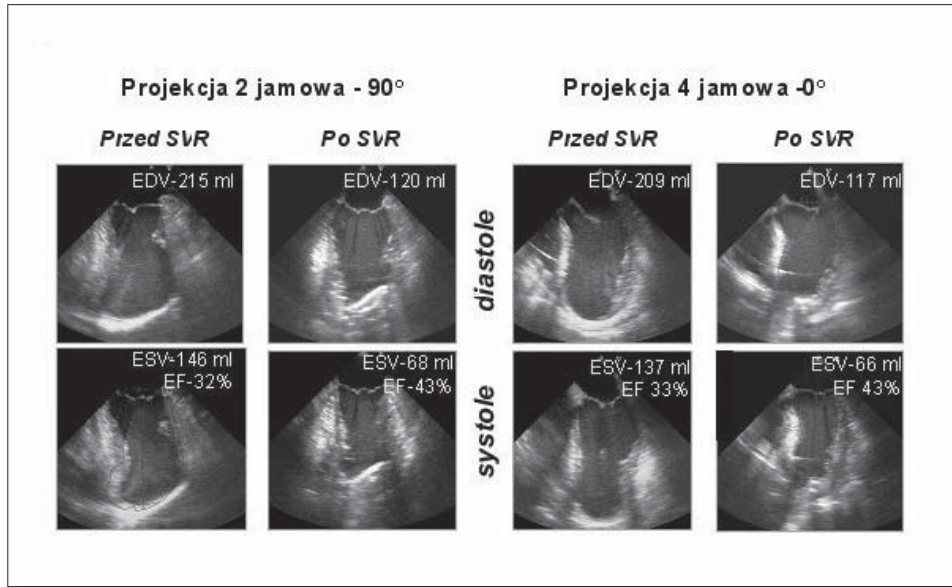 Projekcja 2 jamowa - 90°
Projekcja 4 jamowa -0°
Przed SVR
Po SVR
Przed SVR
Po SVR
EDV-215 ml
EDV-120 ml
diastole
EDV-209 ml
EDV-117 ml
ESV-146 ml
EF-32%
ESV-68 ml
EF-43%
systole
ESV-137 ml
EF 33%
ESV-66 ml
EF 43%